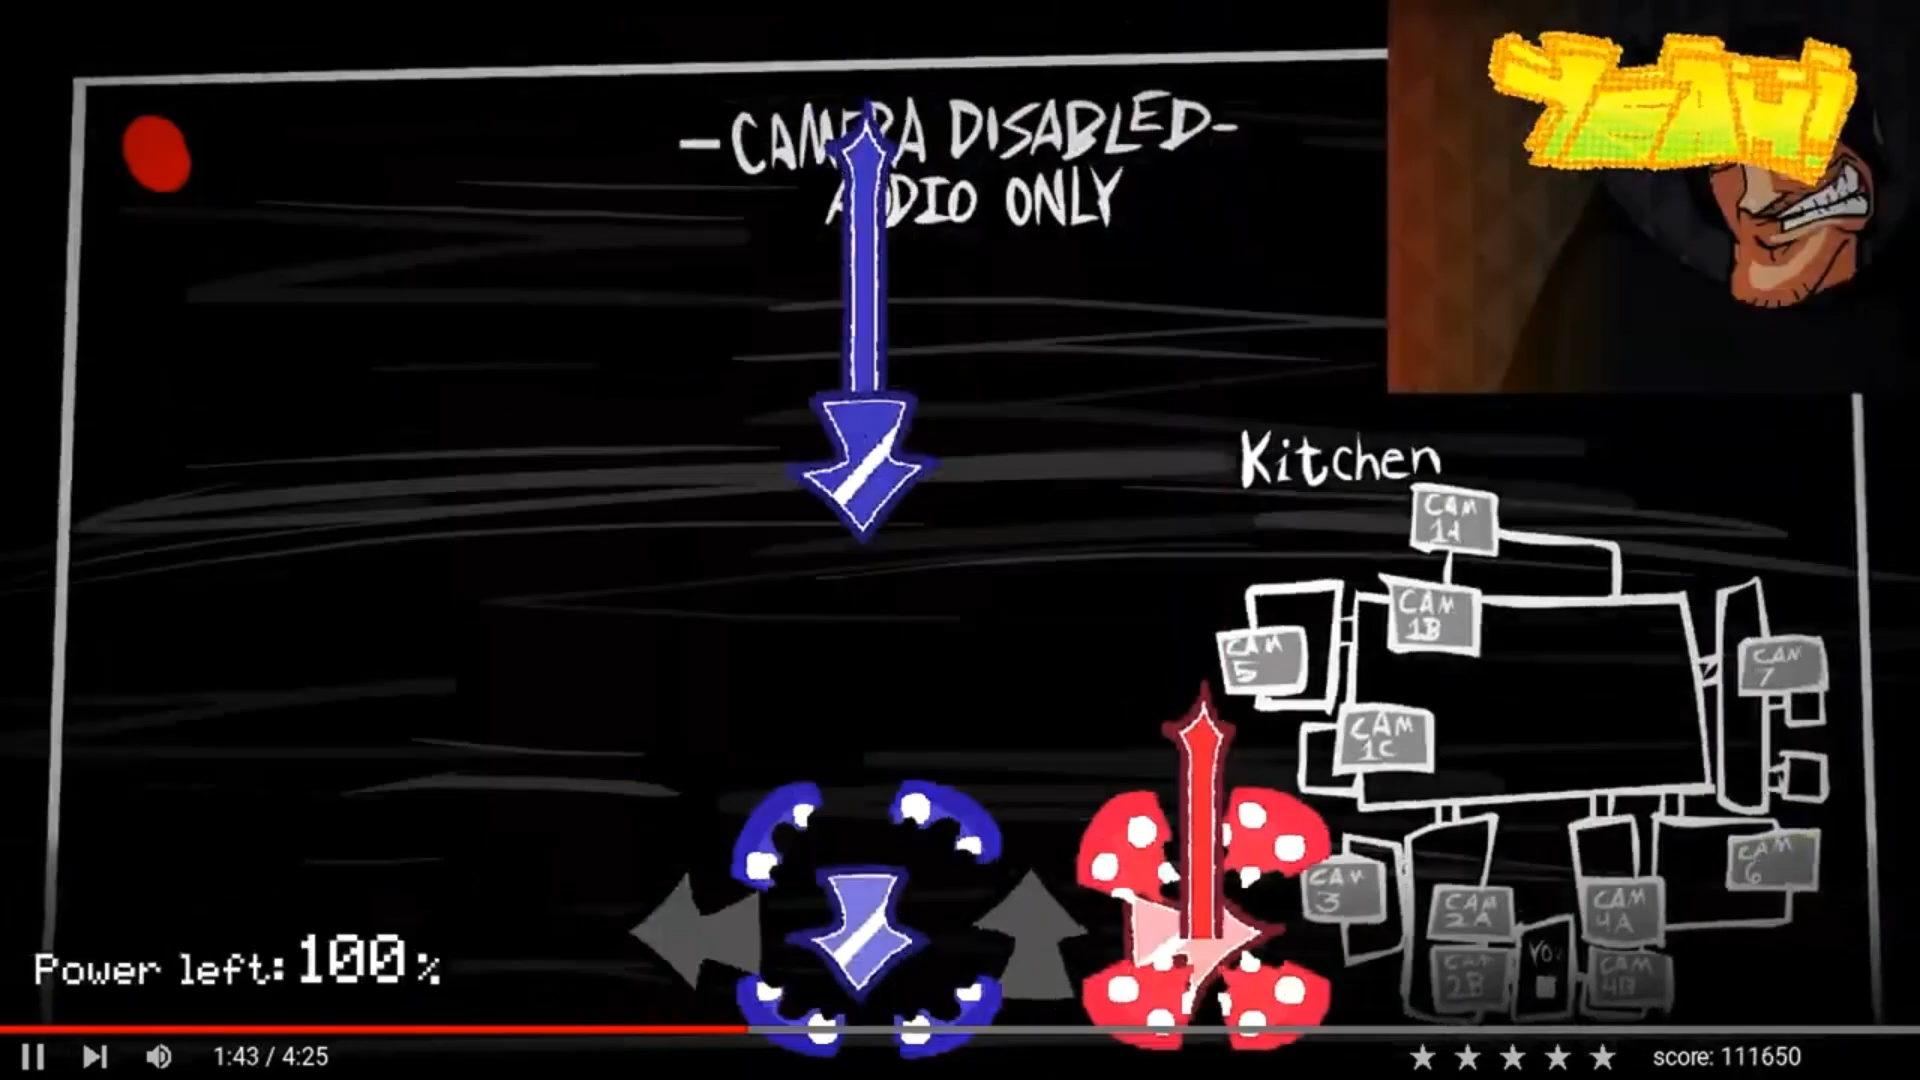 YEAH!
-CAMERA DISABLED-
AUDIO ONLY
Kitchen
CAM
1A
CAM
1B
CAM
5
CAM
7
CAM
1C
CAM
3
CAM
6
CAM
2A
CAM
4A
YOU
CAM
2B
CAM
4B
Power left: 100%
1:43 / 4:25
score: 111650